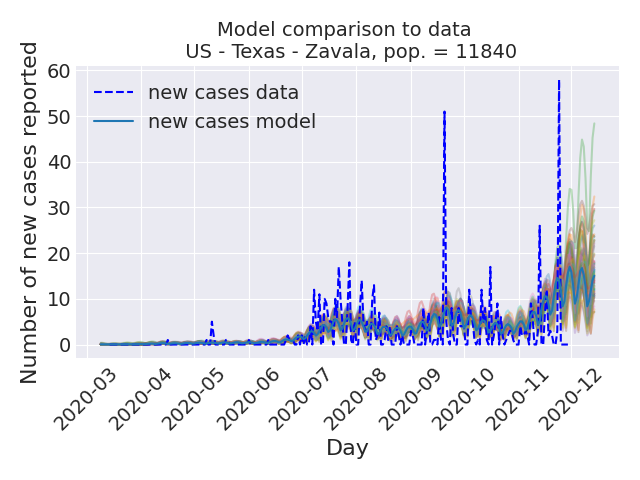 Model comparison to data
US - Texas - Zavala, pop. = 11840
Number of new cases reported
60
50
40
30
20
10
0
new cases data
new cases model
2020-03
2020-04
2020-05
2020-06
2020-07
2020-08
2020-09
2020-10
2020-11
2020-12
Day